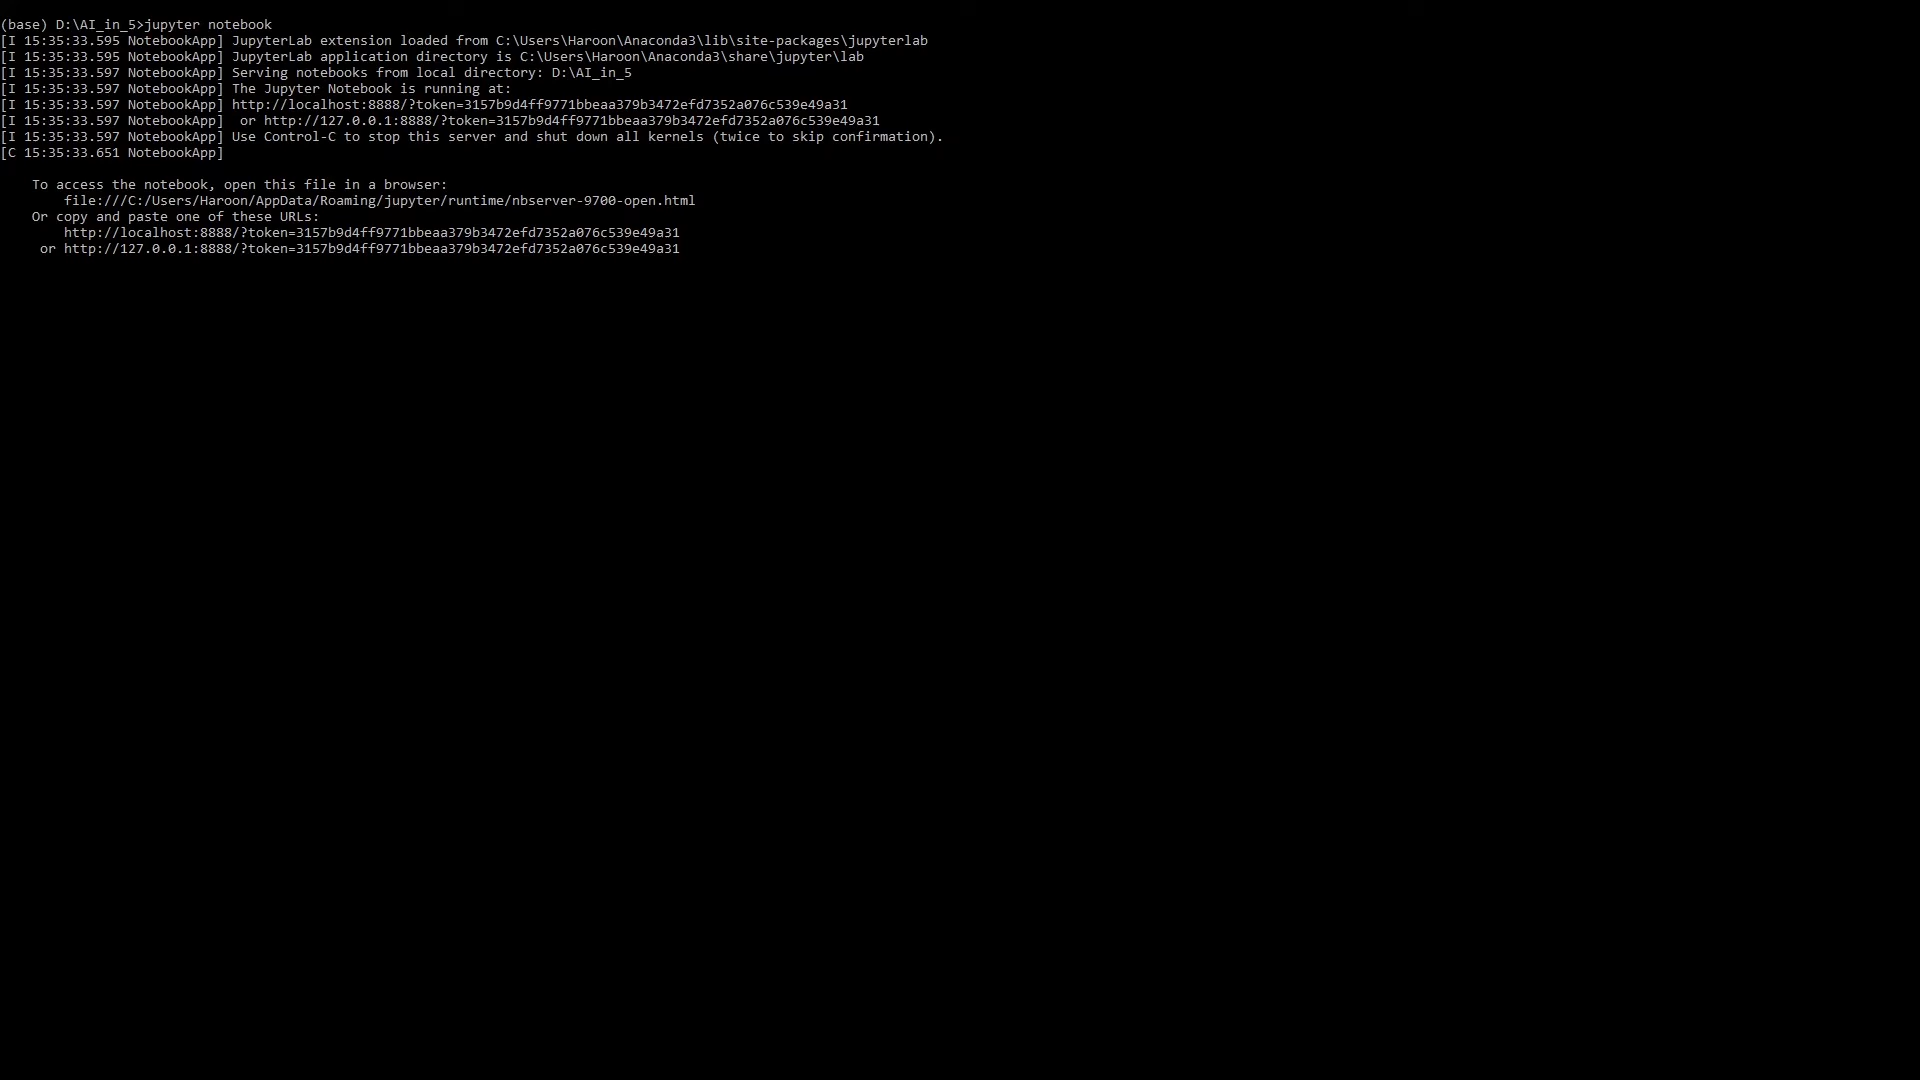 (base) D:\AI_in_5>jupyter notebook
[I 15:35:33.595 NotebookApp] JupyterLab extension loaded from C:\Users\Haroon\Anaconda3\lib\site-packages\jupyterlab
[I 15:35:33.595 NotebookApp] JupyterLab application directory is C:\Users\Haroon\Anaconda3\share\jupyter\lab
[I 15:35:33.597 NotebookApp] Serving notebooks from local directory: D:\AI_in_5
[I 15:35:33.597 NotebookApp] The Jupyter Notebook is running at:
[I 15:35:33.597 NotebookApp] http://localhost:8888/?token=3157b9d4ff9771bbeaa379b3472efd7352a076c539e49a31
[I 15:35:33.597 NotebookApp]  or http://127.0.0.1:8888/?token=3157b9d4ff9771bbeaa379b3472efd7352a076c539e49a31
[I 15:35:33.597 NotebookApp] Use Control-C to stop this server and shut down all kernels (twice to skip confirmation).
[C 15:35:33.651 NotebookApp]
To access the notebook, open this file in a browser:
file:///C:/Users/Haroon/AppData/Roaming/jupyter/runtime/nbserver-9700-open.html
Or copy and paste one of these URLs:
http://localhost:8888/?token=3157b9d4ff9771bbeaa379b3472efd7352a076c539e49a31
or http://127.0.0.1:8888/?token=3157b9d4ff9771bbeaa379b3472efd7352a076c539e49a31